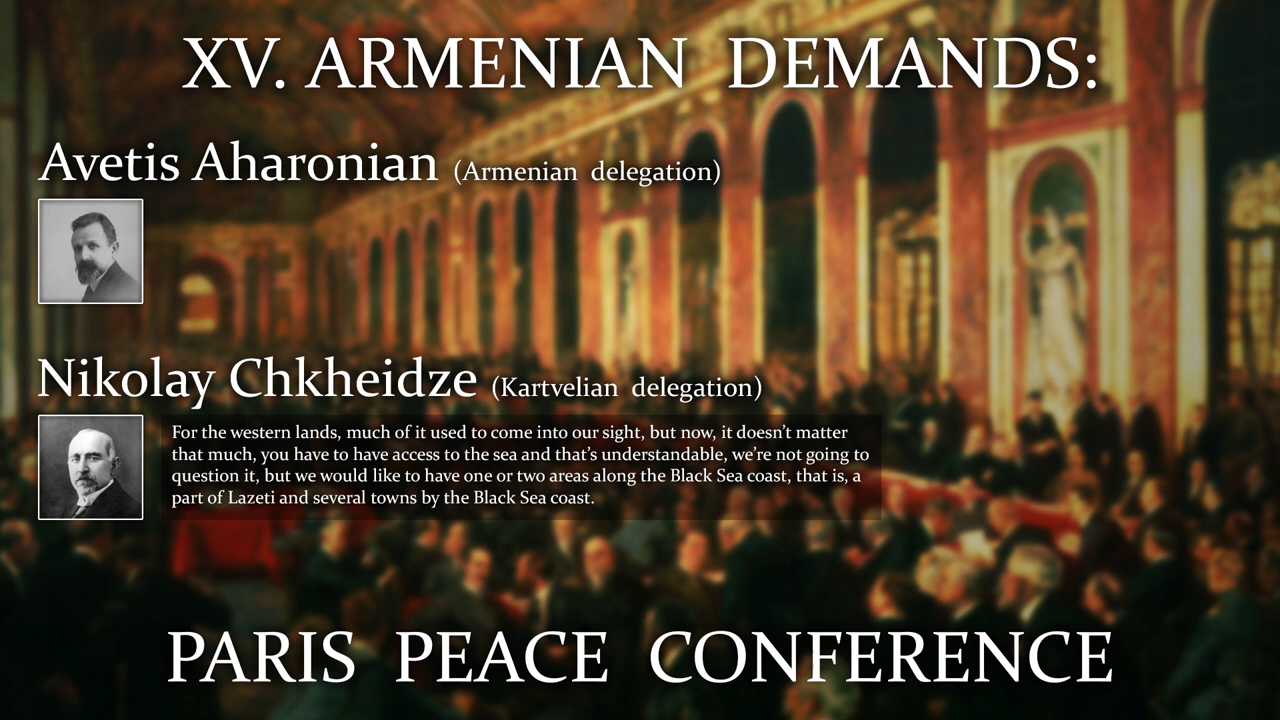 XV. ARMENIAN DEMANDS:
Avetis Aharonian (Armenian delegation)
Nikolay Chkheidze (Kartvelian delegation)
For the western lands, much of it used to come into our sight, but now, it doesn't matter
that much, you have to have access to the sea and that's understandable, we're not going to
question it, but we would like to have one or two areas along the Black Sea coast, that is, a
part of Lazeti and several towns by the Black Sea coast.
PARIS PEACE CONFERENCE